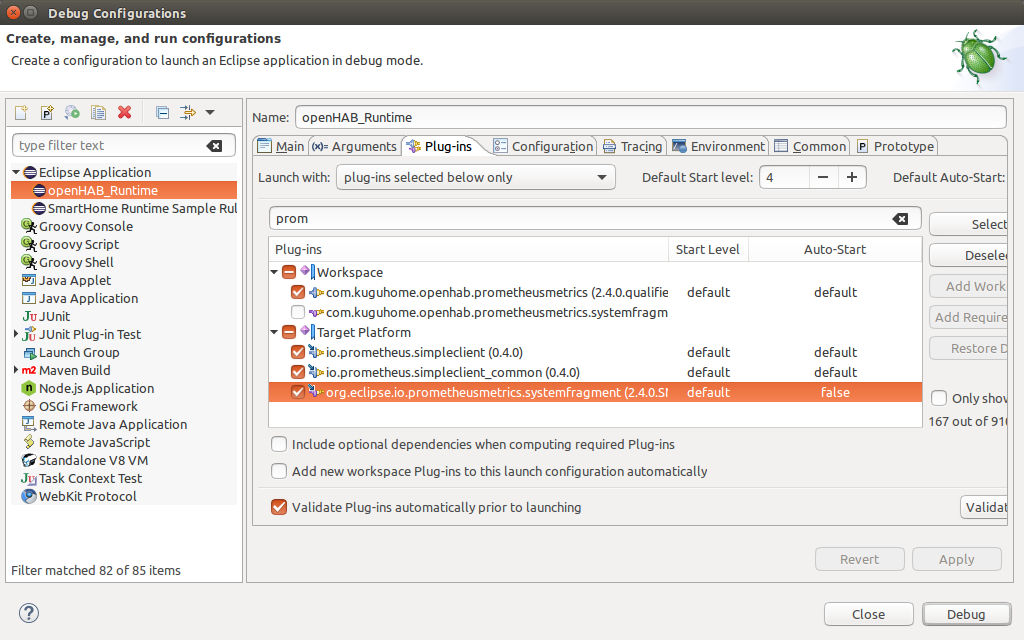 Debug Configurations
Create, manage, and run configurations
Create a configuration to launch an Eclipse application in debug mode.
type filter text
Eclipse Application
openHAB_Runtime
SmartHome Runtime Sample Rul
Groovy Console
Groovy Script
Groovy Shell
Java Applet
Java Application
JUnit
JUnit Plug-in Test
Launch Group
Maven Build
Node.js Application
OSGi Framework
Remote Java Application
Remote JavaScript
Standalone V8 VM
Task Context Test
WebKit Protocol
Filter matched 82 of 85 items
Name: openHAB_Runtime
Main (x)= Arguments Plug-ins Configuration Tracing Environment Common Prototype
Launch with: plug-ins selected below only Default Start level: 4 Default Auto-Start:
prom
Plug-ins Start Level Auto-Start
Workspace
com.kuguhome.openhab.prometheusmetrics (2.4.0.qualifie default default
com.kuguhome.openhab.prometheusmetrics.systemfragm
Target Platform
io.prometheus.simpleclient (0.4.0) default default
io.prometheus.simpleclient_common (0.4.0) default default
org.eclipse.io.prometheusmetrics.systemfragment (2.4.0.SN default false
Select
Desele
Add Work
Add Require
Restore D
Only show
167 out of 910
Include optional dependencies when computing required Plug-ins
Add new workspace Plug-ins to this launch configuration automatically
Validate Plug-ins automatically prior to launching
Validat
Revert Apply
Close Debug